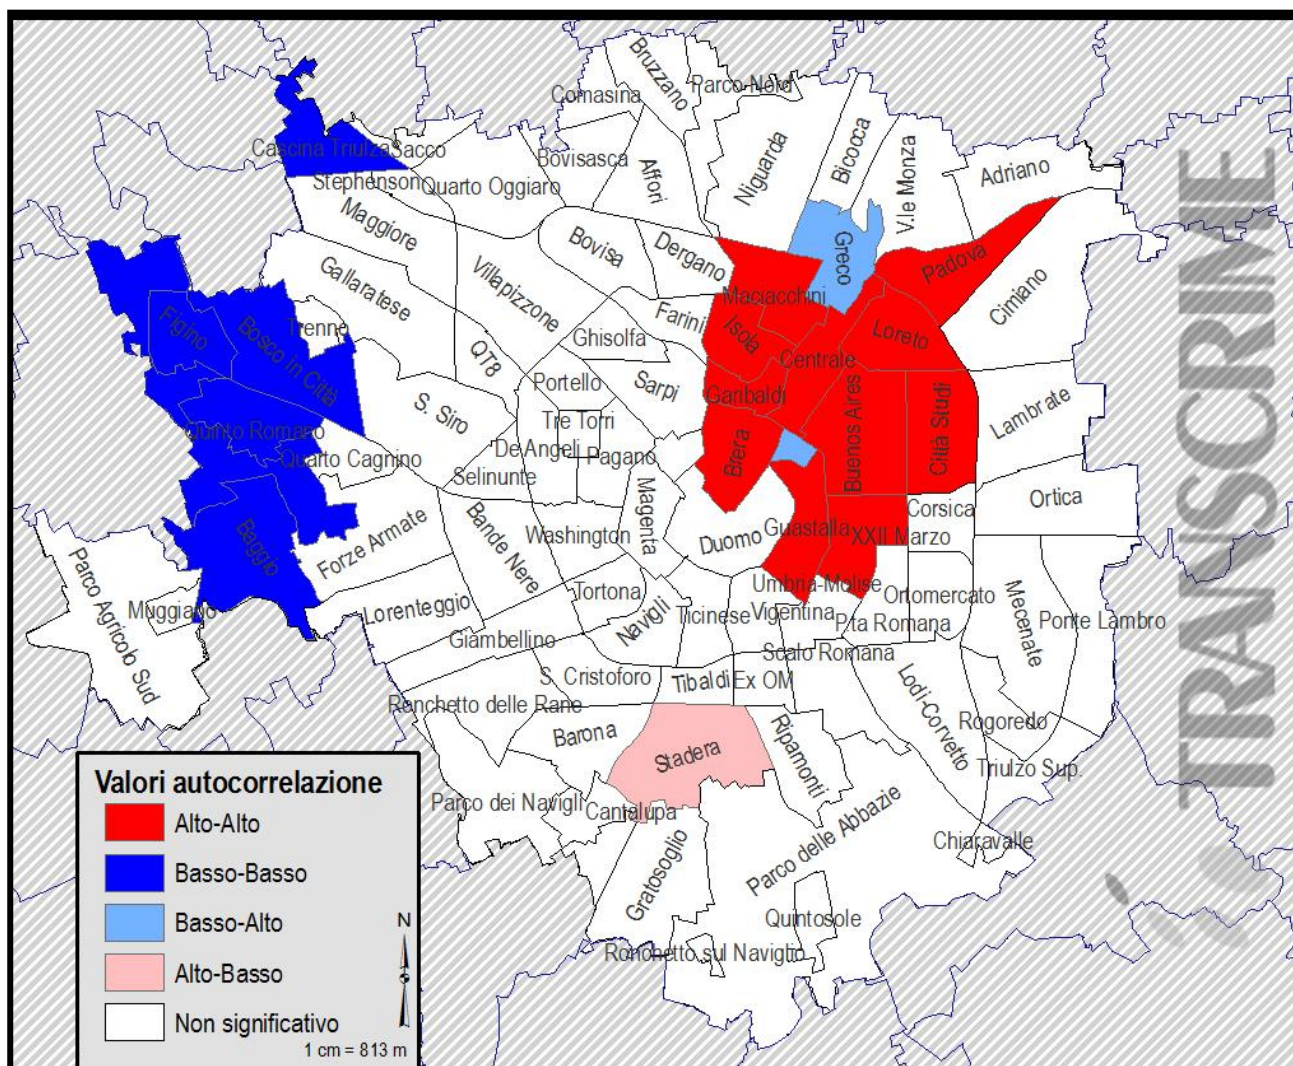 Bruzzano
Parco Nord
Comasina
Cascina Triulza
Sacco
Bovisasca
Affori
Niguarda
Bicocca
V.le Monza
Adriano
Stephenson
Quarto Oggiaro
Maggiore
Bovisa
Dergano
Greco
Padova
Cimiano
Gallaratese
Villapizzone
Maciacchini
Figino
Bosco in Città
Trenno
QT8
Ghisolfa
Farini
Isola
Loreto
Centrale
Portello
Sarpi
Garibaldi
S. Siro
Tre Torri
Brera
Buenos Aires
Città Studi
Lambrate
Quinto Romano
De Angeli
Pagano
Quarto Cagnino
Selinunte
Magenta
Ortica
Corsica
Baggio
Forze Armate
Bande Nere
Washington
Duomo
Guastalla
XXII Marzo
Parco Agricolo Sud
Muggiano
Lorenteggio
Tortona
Navigli
Ticinese
Umbria-Molise
Vigentina
Ortomercato
P.ta Romana
Mecenate
Ponte Lambro
Giambellino
Scalo Romana
S. Cristoforo
Tibaldi
Ex OM
Lodi-Corvetto
Ronchetto delle Rane
Barona
Stadera
Ripamonti
Rogoredo
Triulzo Sup.
Parco dei Navigli
Cantalupa
Parco delle Abbazie
Chiaravalle
Gratosoglio
Quintosole
Ronchetto sul Naviglio
Valori autocorrelazione
Alto-Alto
Basso-Basso
Basso-Alto
Alto-Basso
Non significativo
N
1 cm = 813 m
TRANSCRIME